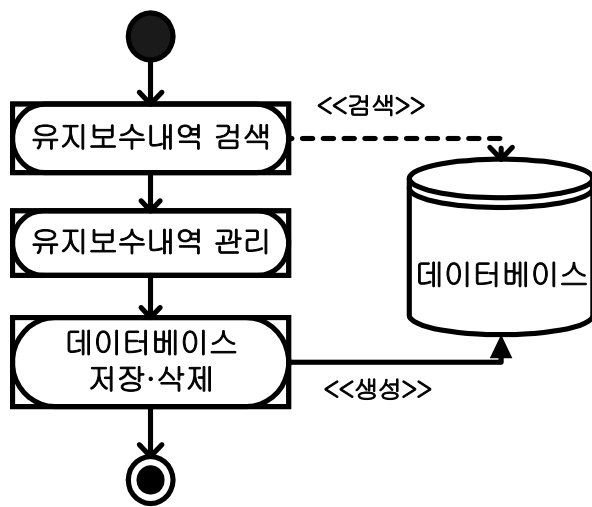 <<검색>>
유지보수내역 검색
유지보수내역 관리
데이터베이스
데이터베이스
저장·삭제
<<생성>>